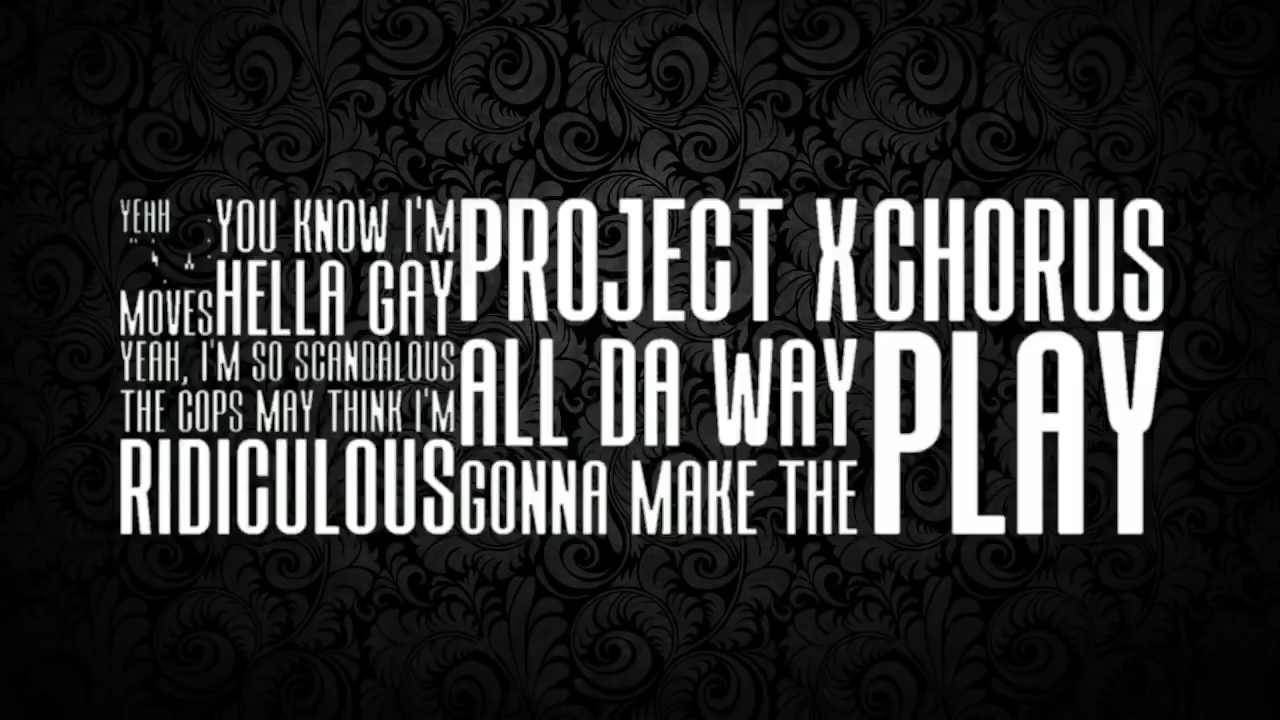 YEHH
MOVES
YOU KNOW I'M
HELLA GAY
YEAH, I'M SO SCANDALOUS
THE COPS MAY THINK I'M
RIDICULOUS
PROJECT X
ALL DA WAY
GONNA MAKE THE
CHORUS
PLAY